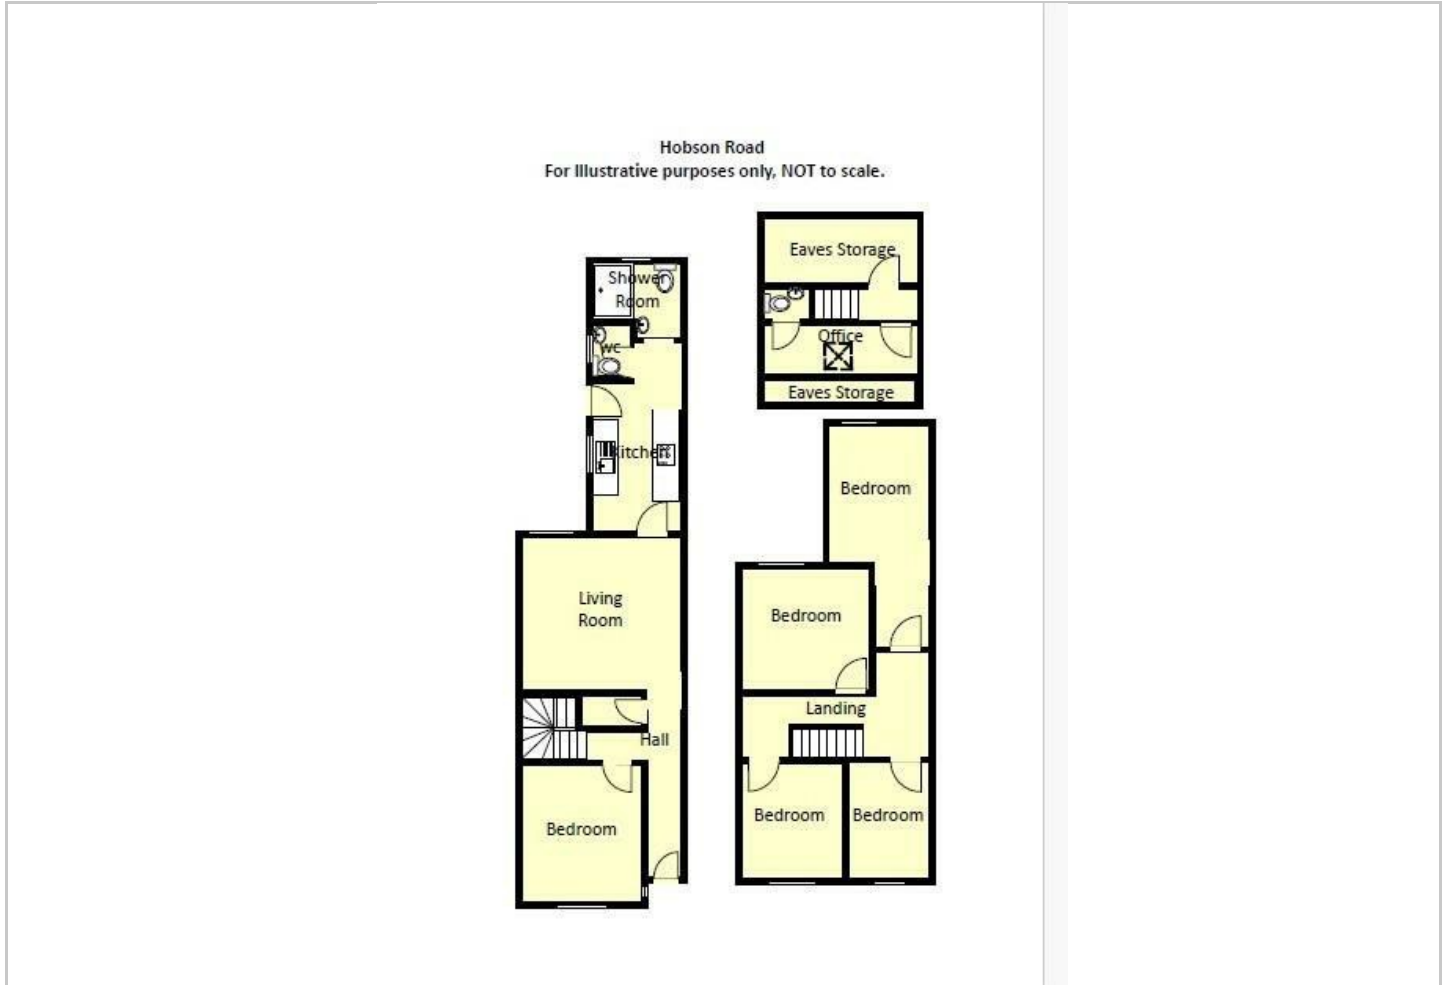 Hobson Road
For Illustrative purposes only, NOT to scale.
Eaves Storage
Office
Eaves Storage
Shower
Room
wc
Kitchen
Living
Room
Hall
Bedroom
Bedroom
Bedroom
Landing
Bedroom
Bedroom